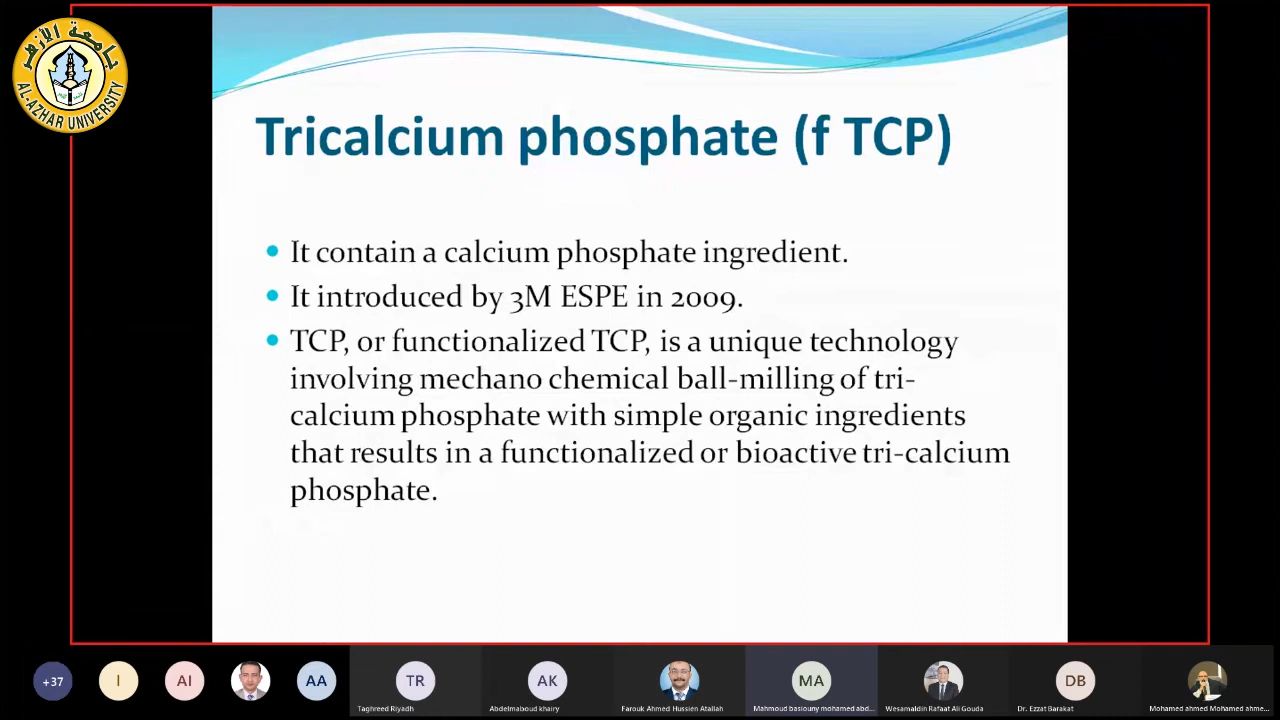 جامعة الأزهر
AL-AZHAR UNIVERSITY
Tricalcium phosphate (f TCP)
It contain a calcium phosphate ingredient.
It introduced by 3M ESPE in 2009.
TCP, or functionalized TCP, is a unique technology
involving mechano chemical ball-milling of tri-
calcium phosphate with simple organic ingredients
that results in a functionalized or bioactive tri-calcium
phosphate.
+37
I
AI
AA
TR
AK
MA
DB
Taghreed Riyadh
Abdelmaboud khairy
Farouk Ahmed Hussien Atallah
Mahmoud basiouny mohamed abd...
Wesamaldin Rafaat Ali Gouda
Dr. Ezzat Barakat
Mohamed ahmed Mohamed ahme...